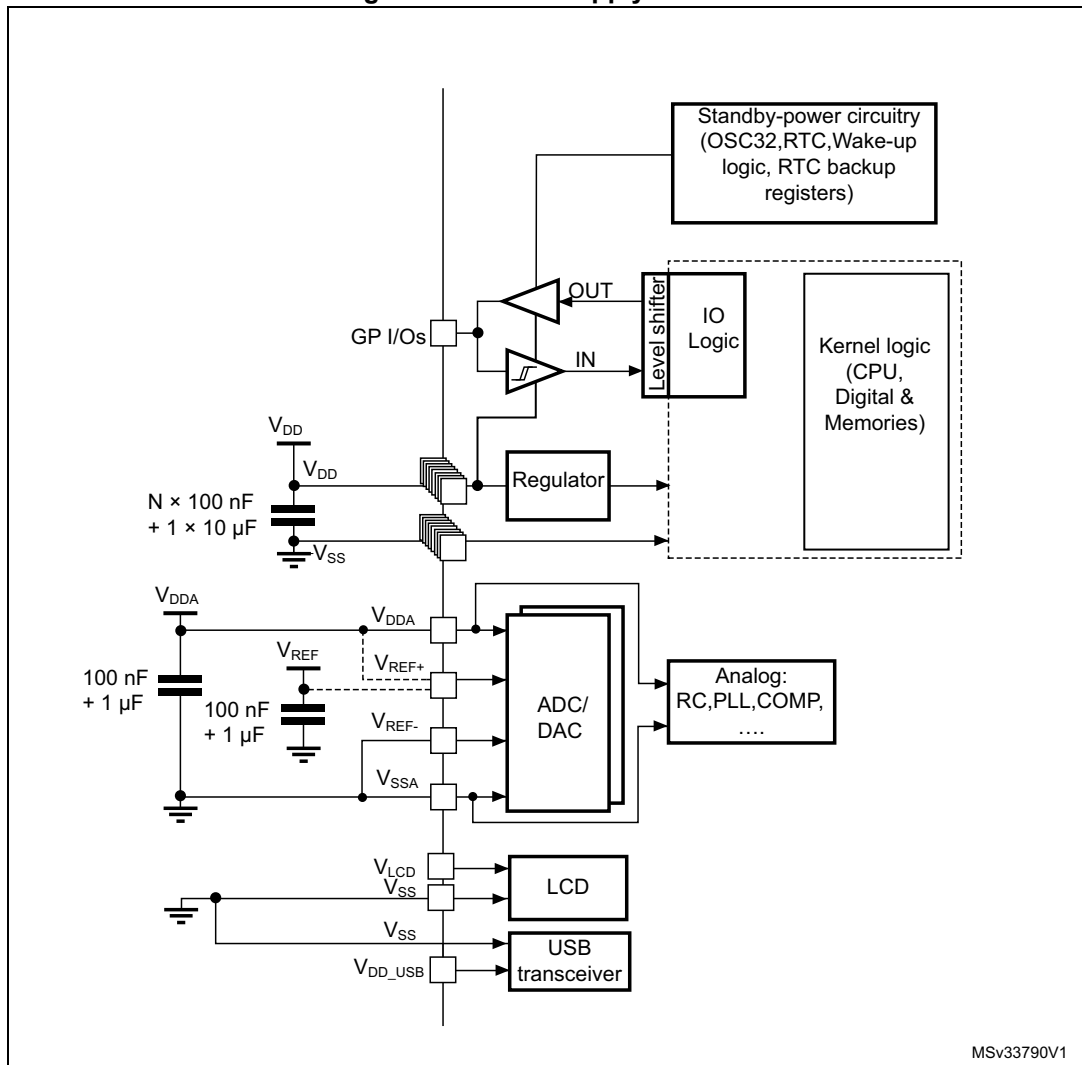 Standby-power circuitry
(OSC32,RTC,Wake-up
logic, RTC backup
registers)
OUT
Level shifter
IO
Logic
GP I/Os
IN
Kernel logic
(CPU,
Digital &
Memories)
VDD
VDD
Regulator
N × 100 nF
+ 1 × 10 µF
VSS
VDDA
VDDA
VREF
VREF+
100 nF
+ 1 µF
100 nF
+ 1 µF
ADC/
DAC
Analog:
RC,PLL,COMP,
....
VREF-
VSSA
VLCD
VSS
LCD
VSS
USB
transceiver
VDD_USB
MSv33790V1